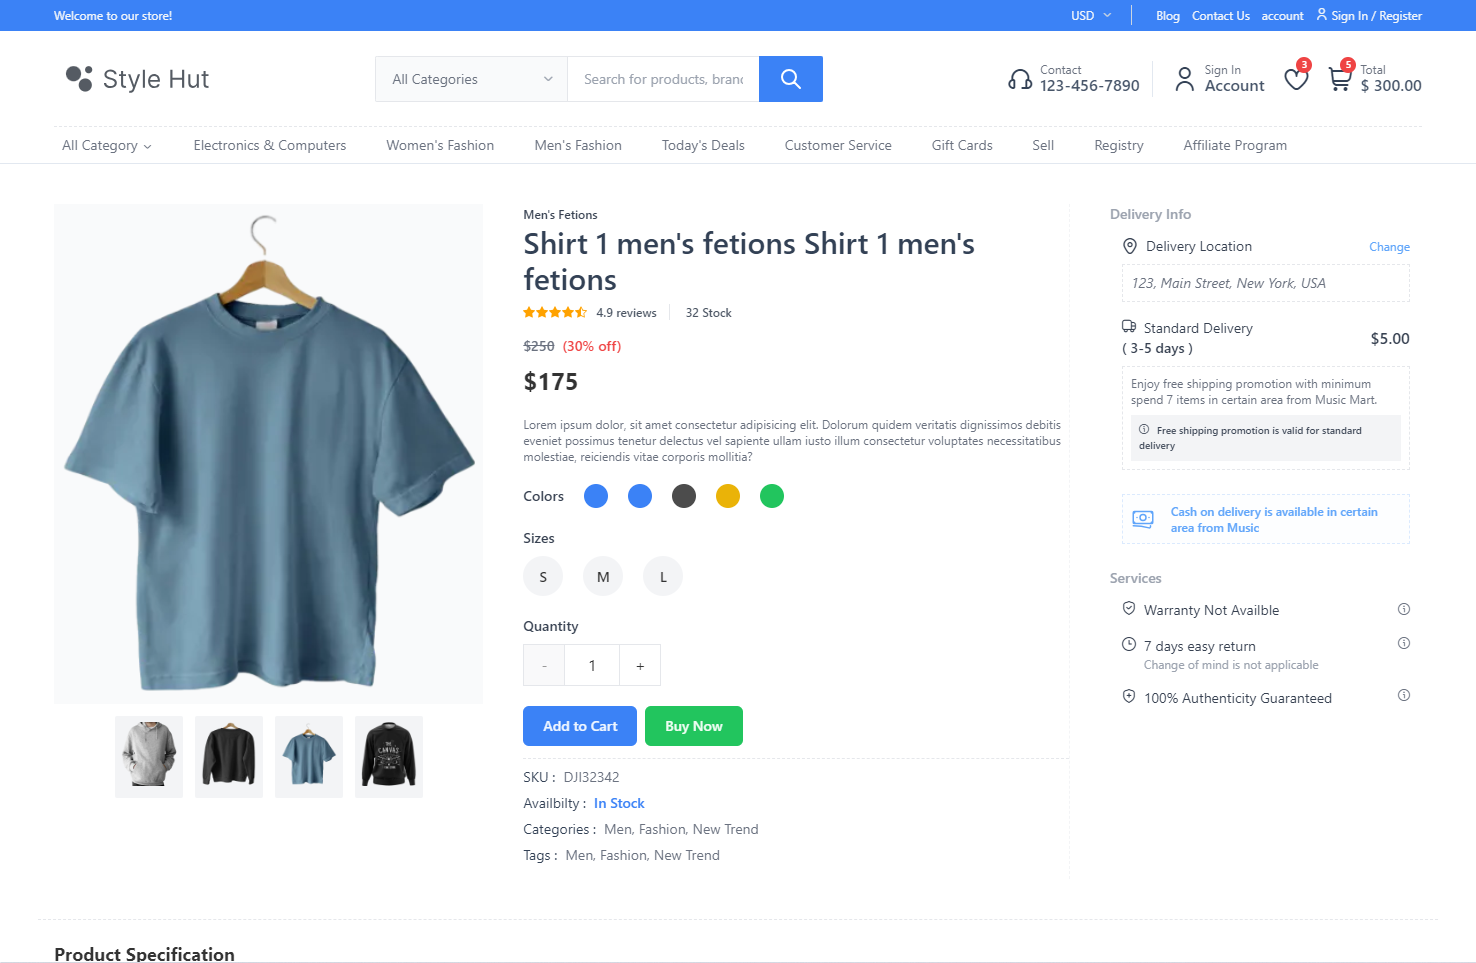 Welcome to our store!
USD
Blog Contact Us account Sign In / Register
Style Hut
All Categories
Search for products, branc
Contact
123-456-7890
Sign In
Account
3
5
Total
$ 300.00
All Category
Electronics & Computers
Women's Fashion
Men's Fashion
Today's Deals
Customer Service
Gift Cards
Sell
Registry
Affiliate Program
Men's Fetions
Shirt 1 men's fetions Shirt 1 men's
fetions
4.9 reviews
32 Stock
$250 (30% off)
$175
Lorem ipsum dolor, sit amet consectetur adipisicing elit. Dolorum quidem veritatis dignissimos debitis
eveniet possimus tenetur delectus vel sapiente ullam iusto illum consectetur voluptates necessitatibus
molestiae, reiciendis vitae corporis mollitia?
Colors
Sizes
S
M
L
Quantity
-
1
+
Add to Cart
Buy Now
SKU : DJI32342
Availbilty : In Stock
Categories : Men, Fashion, New Trend
Tags : Men, Fashion, New Trend
Delivery Info
Delivery Location
Change
123, Main Street, New York, USA
Standard Delivery
( 3-5 days )
$5.00
Enjoy free shipping promotion with minimum
spend 7 items in certain area from Music Mart.
Free shipping promotion is valid for standard
delivery
Cash on delivery is available in certain
area from Music
Services
Warranty Not Availble
7 days easy return
Change of mind is not applicable
100% Authenticity Guaranteed
CANVAS
Product Specification